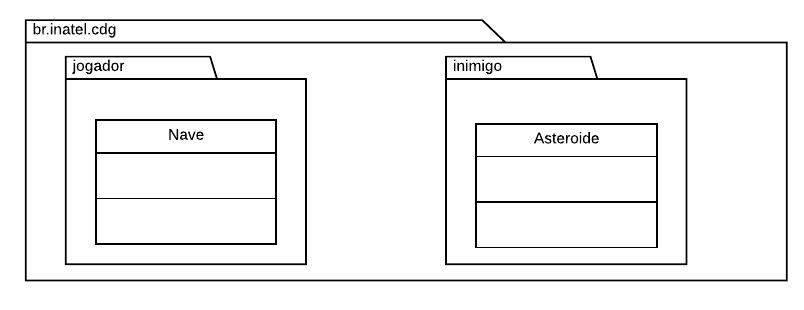 br.inatel.cdg
jogador
inimigo
Nave
Asteroide